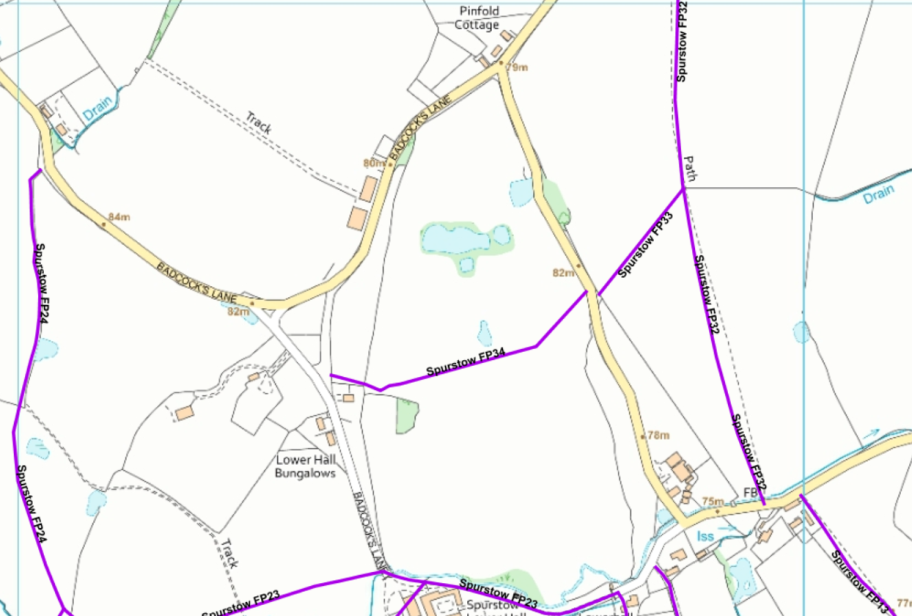 Pinfold
Cottage
Spurstow FP32
79m
Drain
Track
BADCOCK'S LANE
80m
Path
Drain
84m
Spurstow FP33
Spurstow FP24
BADCOCK'S LANE
82m
82m
Spurstow FP32
Spurstow FP34
78m
Spurstow FP32
Lower Hall
Bungalows
Spurstow FP24
BADCOCK'S LANE
FB
75m
Iss
Track
Spurstow FP23
Spurstow FP23
Spurstow
Spurstow FP13
77m